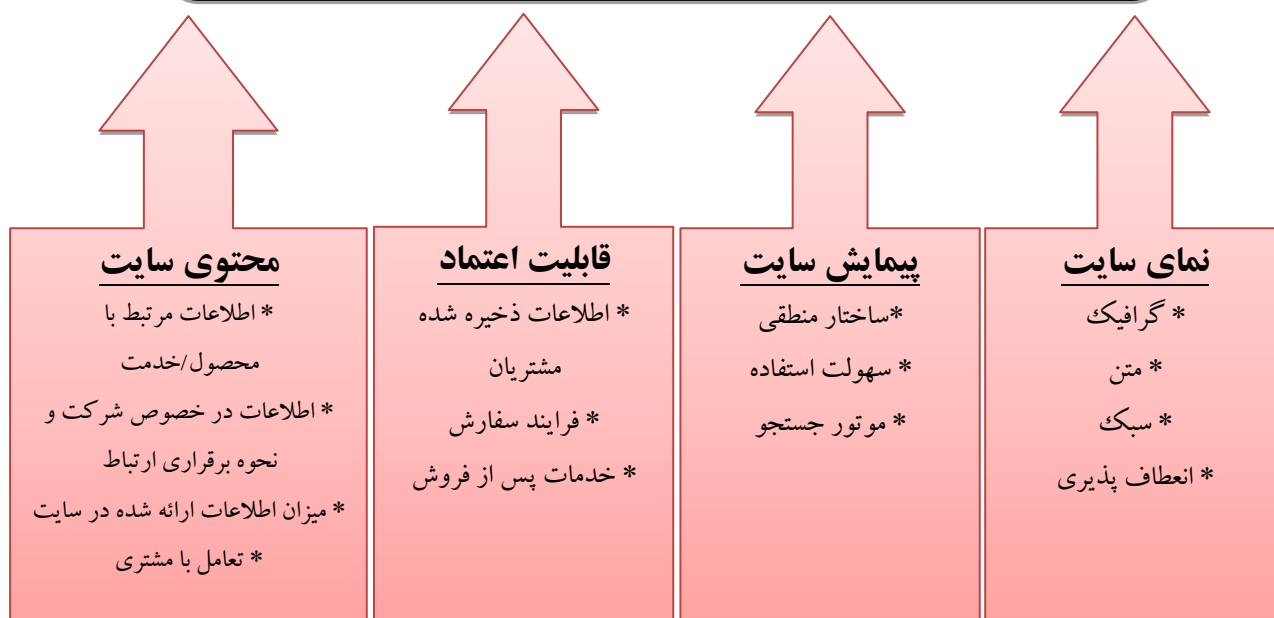 نمای سایت
* گرافیک
* متن
* سبک
* انعطاف پذیری
پیمایش سایت
*ساختار منطقی
* سهولت استفاده
* موتور جستجو
قابلیت اعتماد
* اطلاعات ذخیره شده
مشتریان
* فرایند سفارش
* خدمات پس از فروش
محتوی سایت
* اطلاعات مرتبط با
محصول/خدمت
* اطلاعات در خصوص شرکت و
نحوه برقراری ارتباط
* میزان اطلاعات ارائه شده در سایت
* تعامل با مشتری